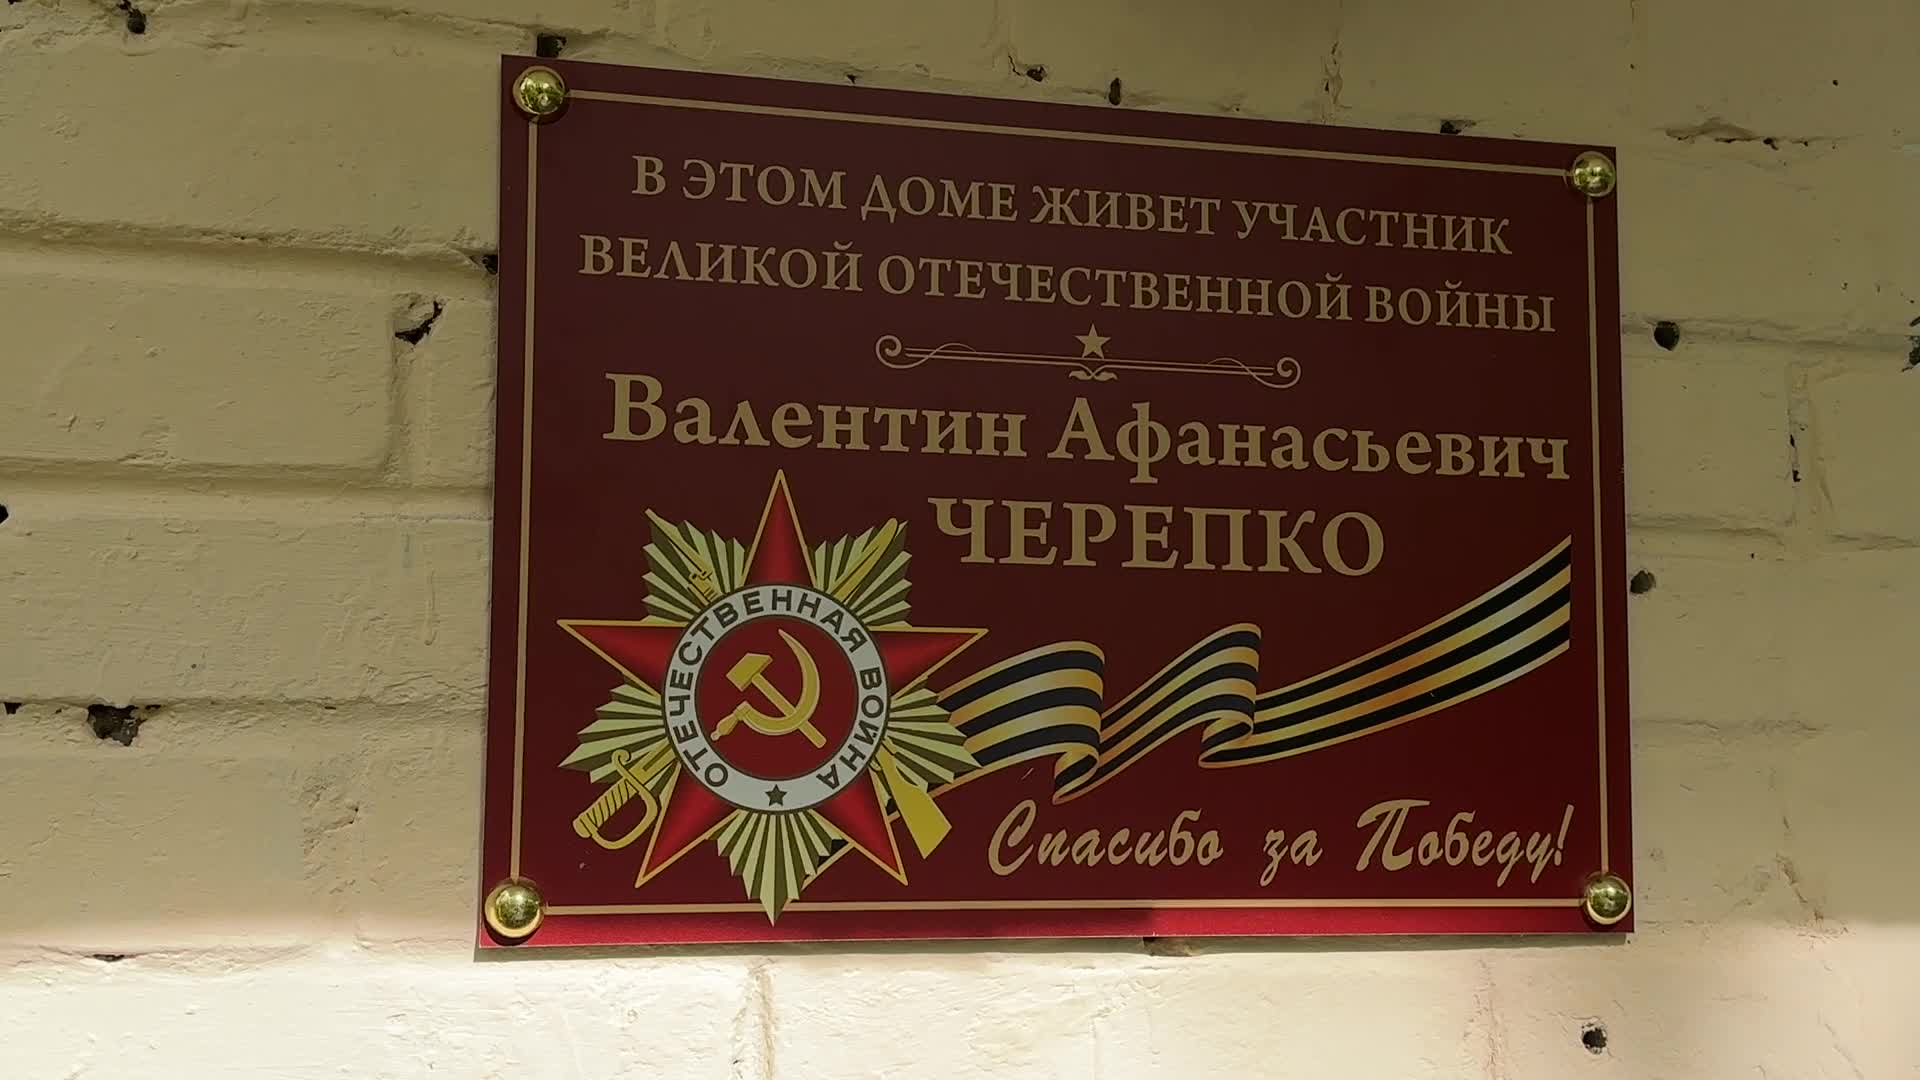 В ЭТОМ ДОМЕ ЖИВЕТ УЧАСТНИК
ВЕЛИКОЙ ОТЕЧЕСТВЕННОЙ ВОЙНЫ
Валентин Афанасьевич
ЧЕРЕПКО
ОТЕЧЕСТВЕННАЯ ВОЙНА
Спасибо за Победу!